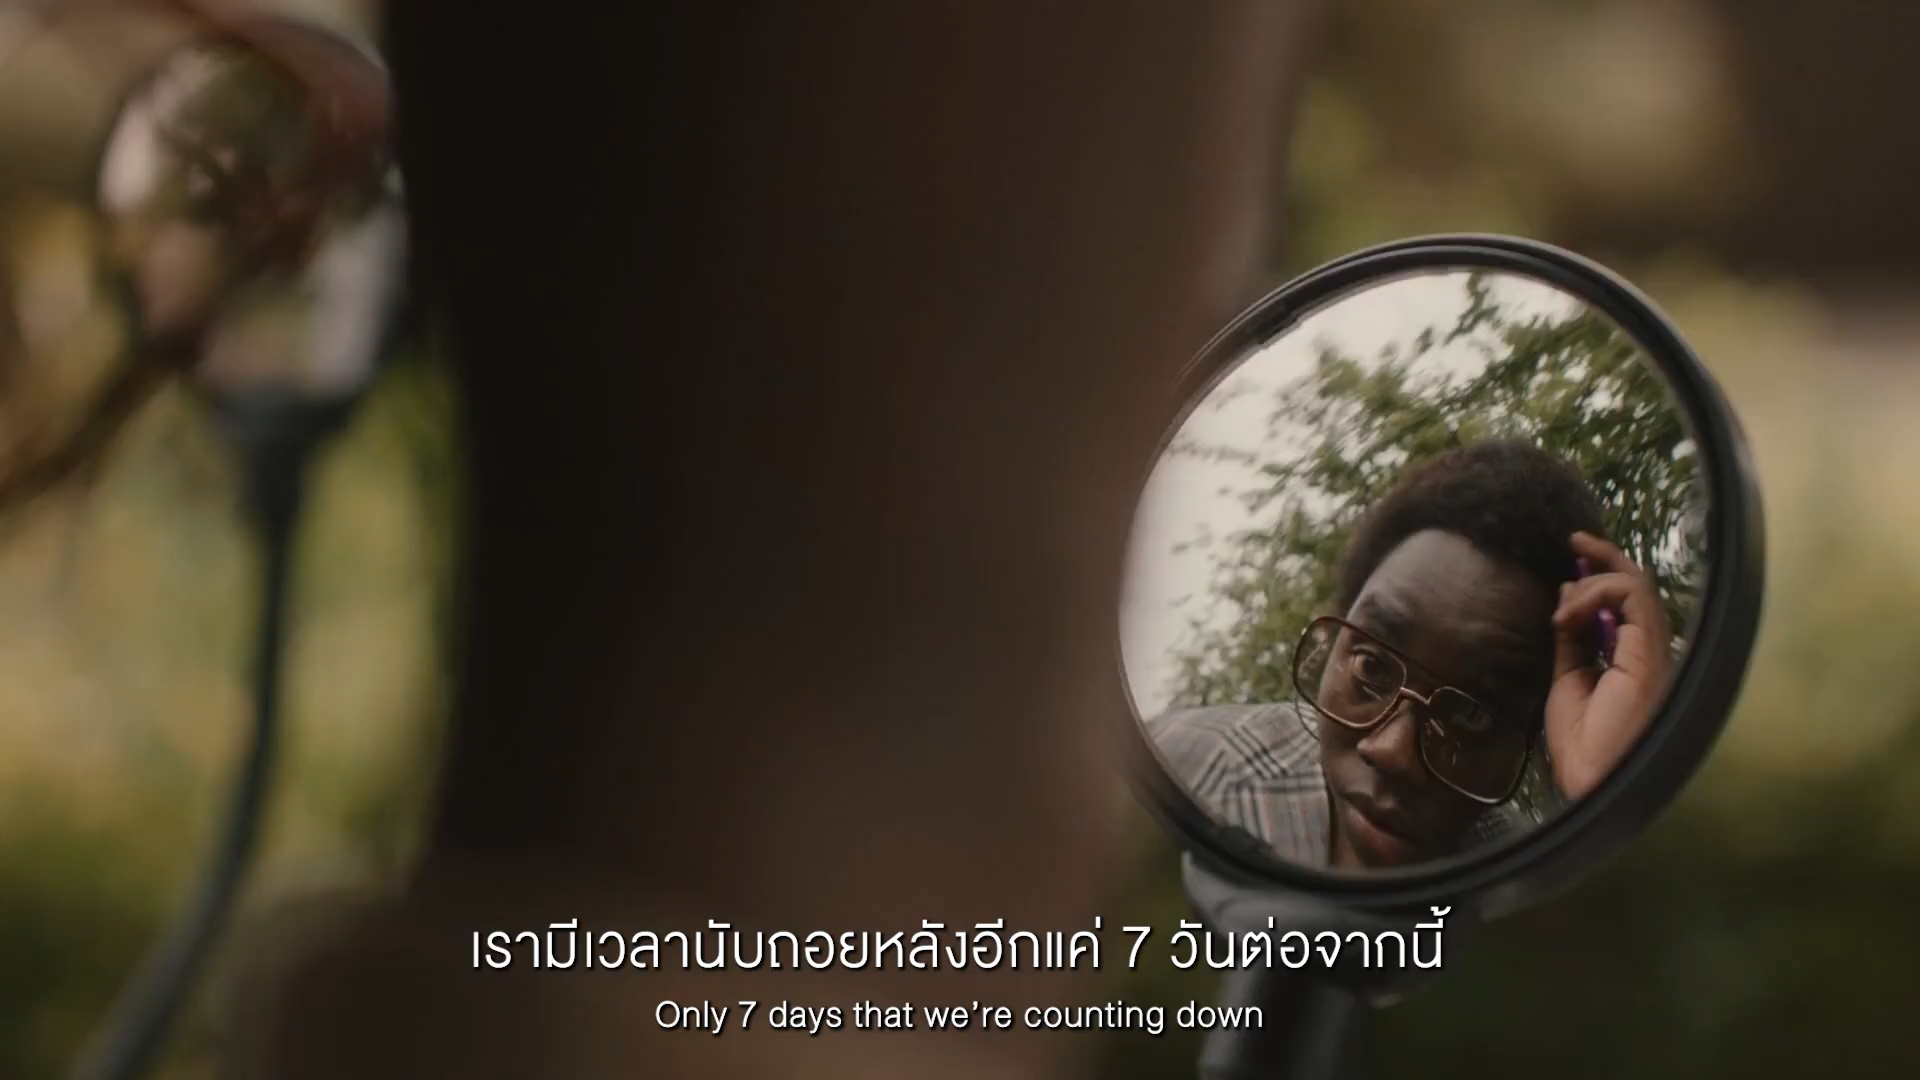 เรามีเวลานับถอยหลังอีกแค่ 7 วันต่อจากนี้
Only 7 days that we're counting down